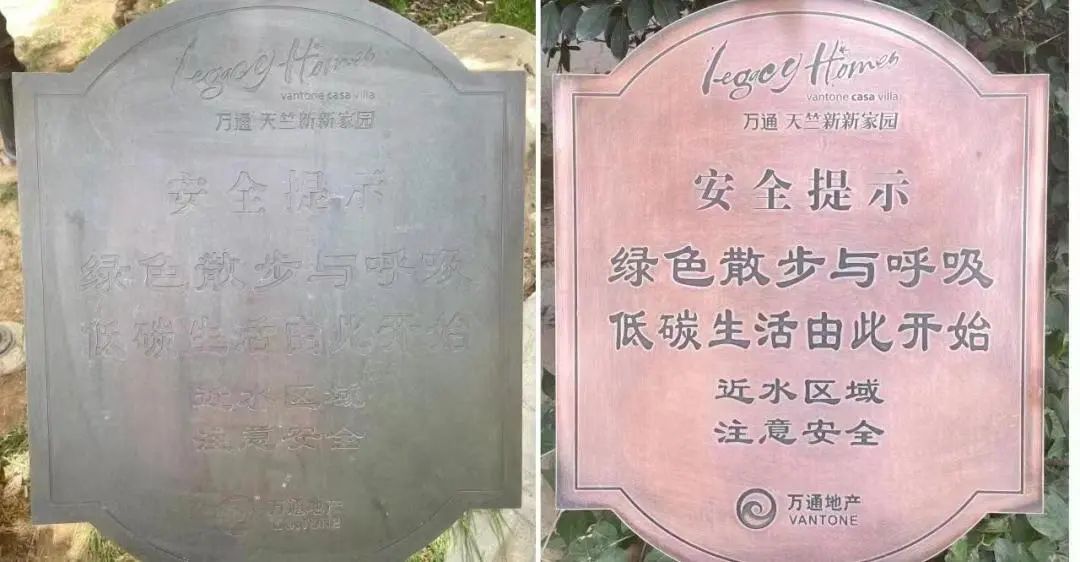 Legacy Homes
vantone casa villa
万通 天竺新新家园
安全提示
绿色散步与呼吸
低碳生活由此开始
近水区域
注意安全
万通地产
Legacy Homes
vantone casa villa
万通 天竺新新家园
安全提示
绿色散步与呼吸
低碳生活由此开始
近水区域
注意安全
万通地产
VANTONE